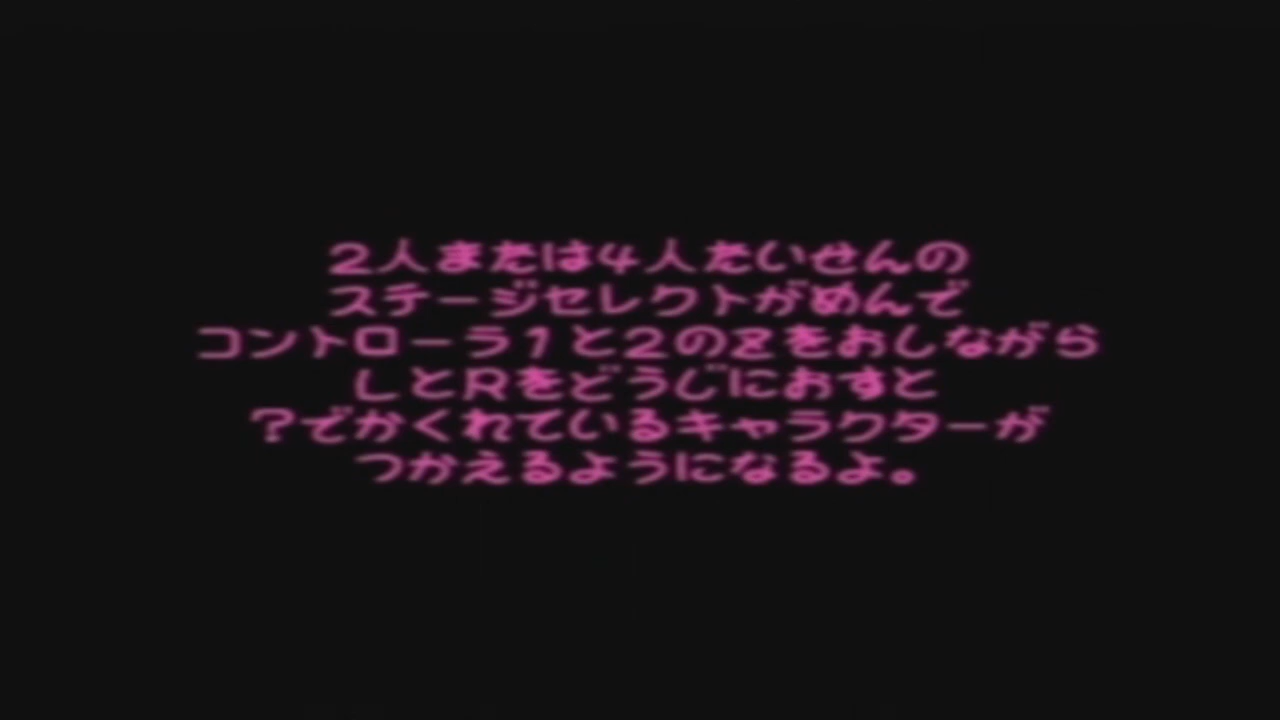 2人または4人たいせんの
ステージセレクトがめんで
コントローラ1と2のZをおしながら
LとRをどうじにおすと
?でかくれているキャラクターが
つかえるようになるよ。